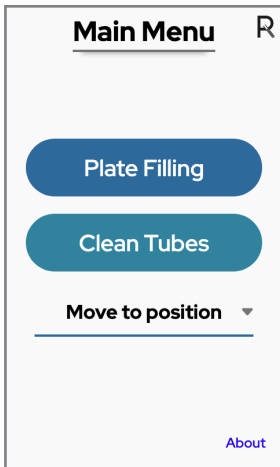 Main Menu
R
Plate Filling
Clean Tubes
Move to position
About